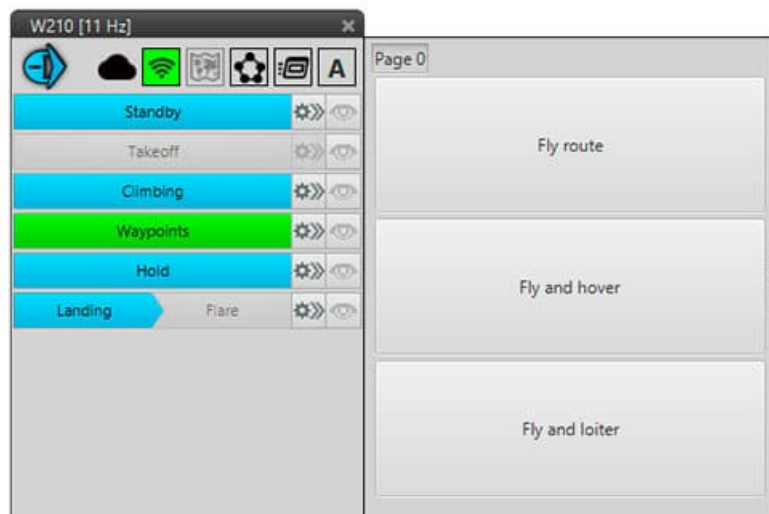 W210 [11 Hz]
A
Standby
Takeoff
Climbing
Waypoints
Hold
Landing Flare
Page 0
Fly route
Fly and hover
Fly and loiter